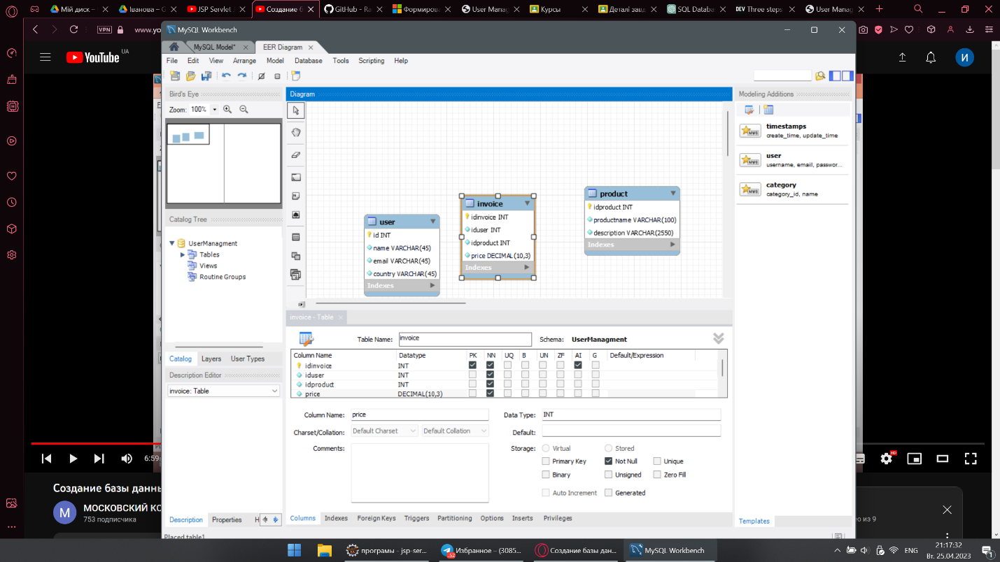 Мій диск –
Іванова – G
JSP Servlet J
Создание б
GitHub - Ra
Формирова
User Manag
Курсы
Деталі завд
SQL Databa
DEV Three steps
User Manag
VPN
www.yo
MySQL Workbench
MySQL Model*
EER Diagram
YouTube
UA
И
File Edit View Arrange Model Database Tools Scripting Help
Bird's Eye
Diagram
Modeling Additions
Zoom: 100%
timestamps
create_time, update_time
user
username, email, passwor...
category
category_id, name
Catalog Tree
UserManagment
Tables
Views
Routine Groups
user
id INT
name VARCHAR(45)
email VARCHAR(45)
country VARCHAR(45)
Indexes
invoice
idinvoice INT
iduser INT
idproduct INT
price DECIMAL(10,3)
Indexes
product
idproduct INT
productname VARCHAR(100)
description VARCHAR(2550)
Indexes
invoice - Table
Table Name: invoice Schema: UserManagment
Column Name Datatype PK NN UQ B UN ZF AI G Default/Expression
idinvoice INT
iduser INT
idproduct INT
price DECIMAL(10,3)
Catalog Layers User Types
Description Editor
invoice: Table
Column Name: price Data Type: INT
Charset/Collation: Default Charset Default Collation Default:
Comments: Storage: Virtual Stored
Primary Key Not Null Unique
Binary Unsigned Zero Fill
Auto Increment Generated
6:59
HD
Создание базы данны
М
МОСКОВСКИЙ КО
753 подписчика
ю из 9
Description Properties H
Columns Indexes Foreign Keys Triggers Partitioning Options Inserts Privileges
Templates
Placed table1
програмы - jsp-ser...
52
Избранное – (3085...
Создание базы дан...
MySQL Workbench
ENG
21:17:32
Вт. 25.04.2023
1